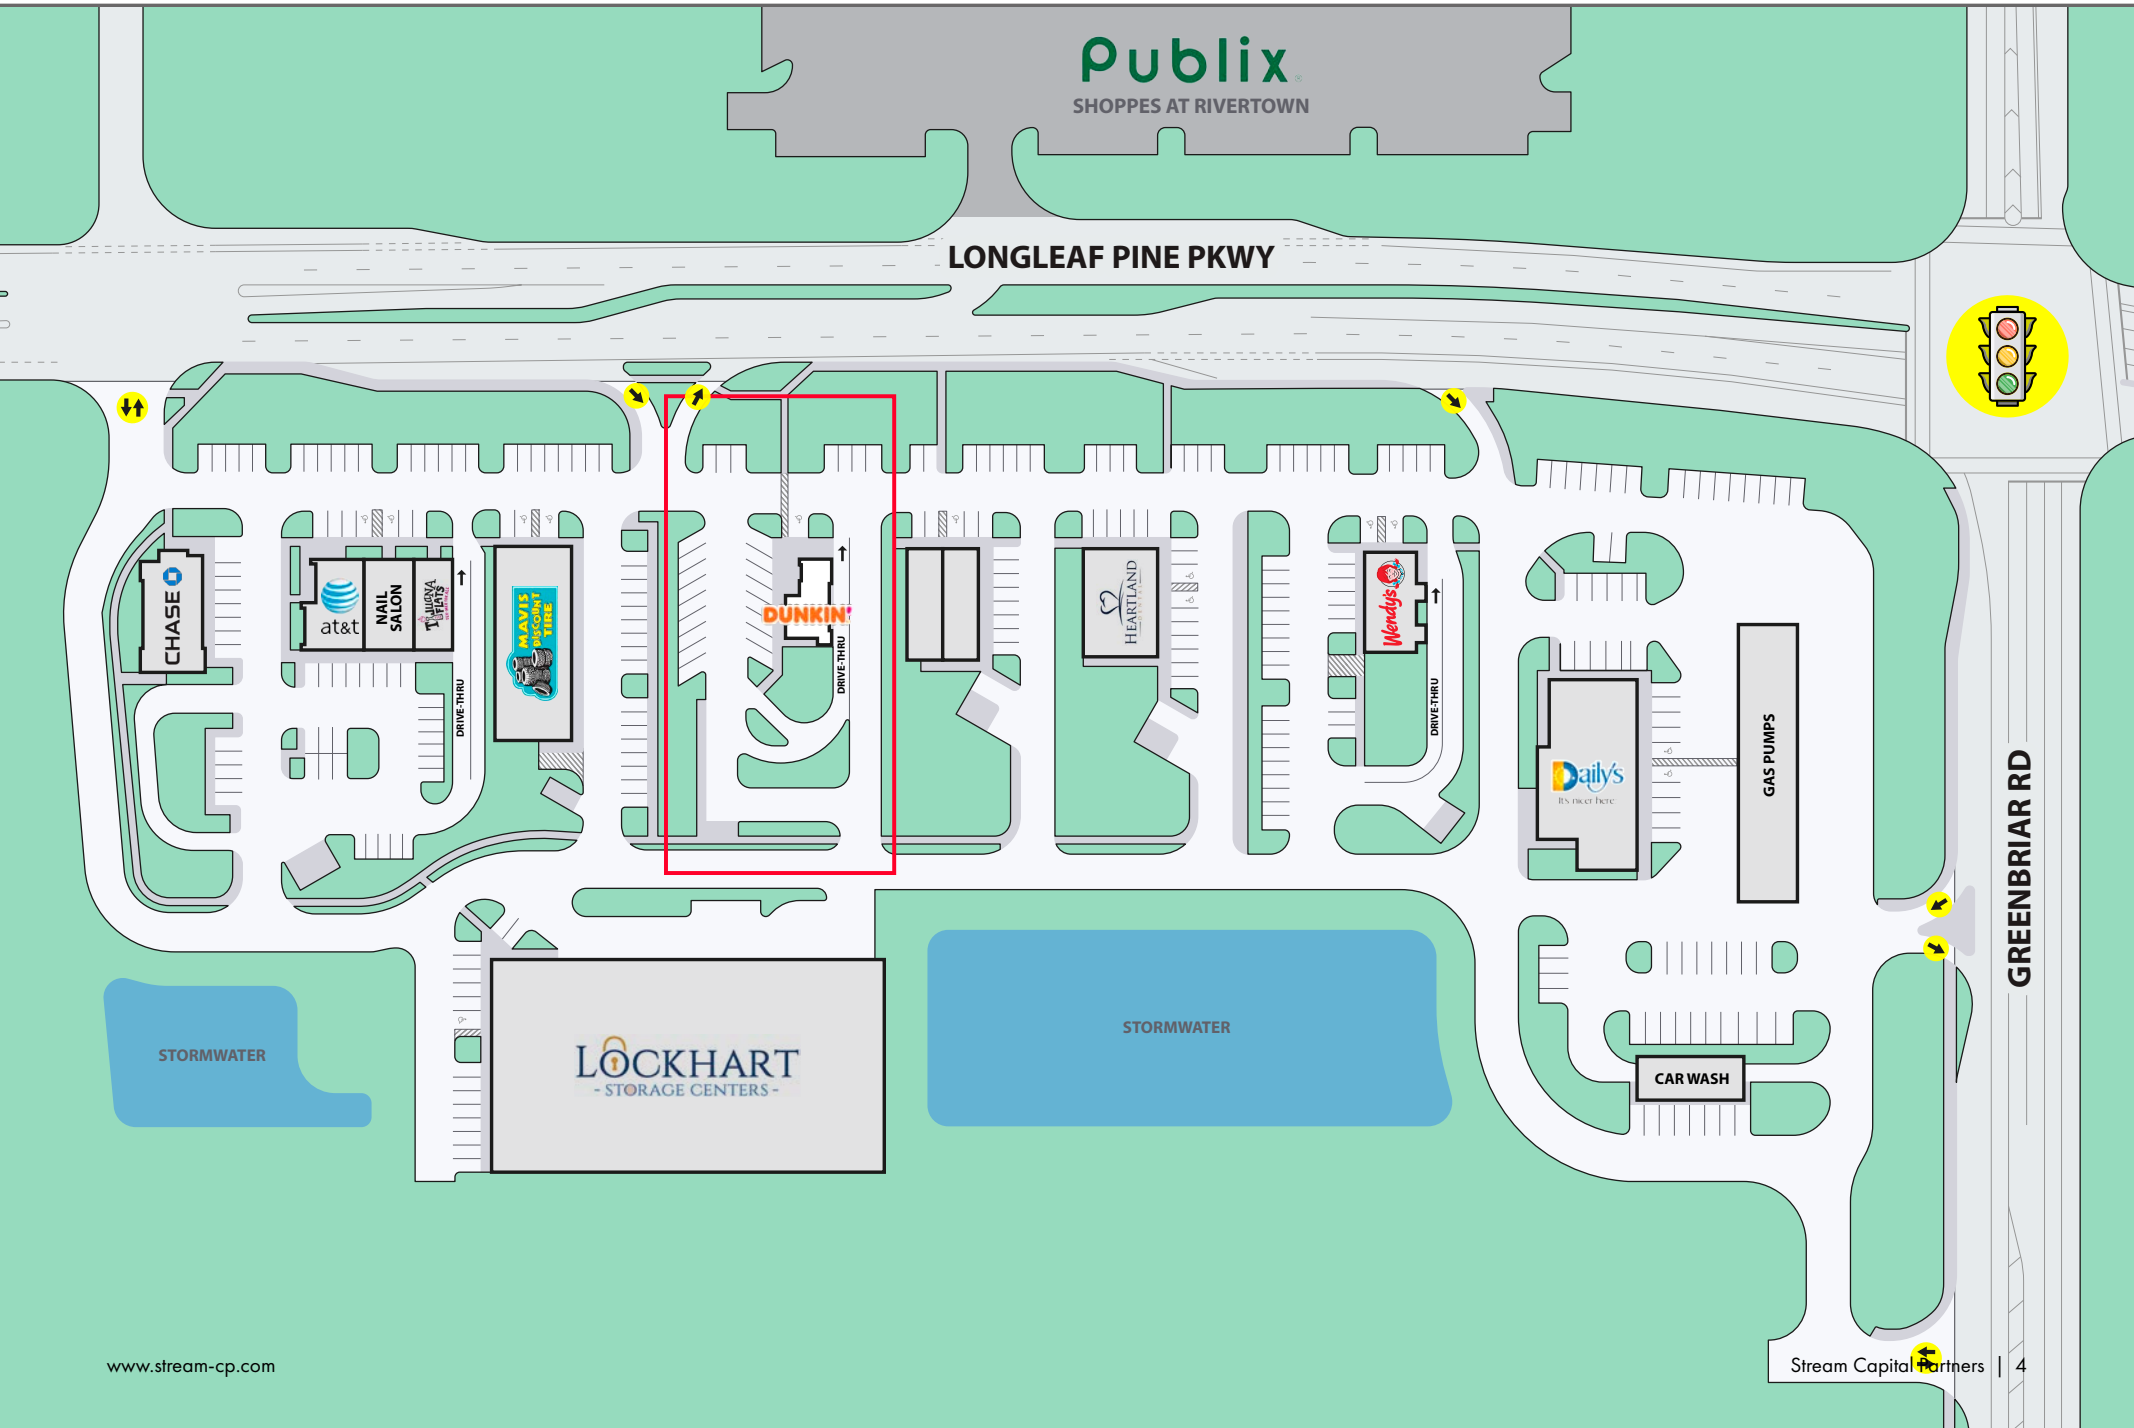 Publix
SHOPPES AT RIVERTOWN
LONGLEAF PINE PKWY
CHASE
at&t
NAIL
SALON
TIJUANA
FLATS
DRIVE-THRU
MAVIS
DISCOUNT
TIRE
DUNKIN'
DRIVE-THRU
HEARTLAND
Wendy's
DRIVE-THRU
Daily's
It's nicer here
GAS PUMPS
GREENBRIAR RD
STORMWATER
LOCKHART
- STORAGE CENTERS -
STORMWATER
CAR WASH
www.stream-cp.com
Stream Capital Partners | 4